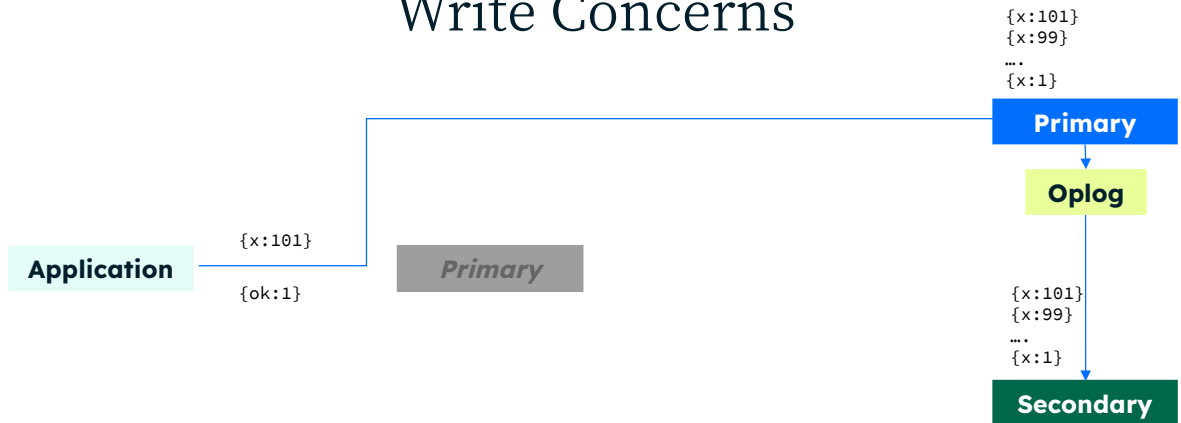 Write Concerns
{x:101}
{x:99}
….
{x:1}
Primary
Oplog
{x:101}
Application
Primary
{ok:1}
{x:101}
{x:99}
….
{x:1}
Secondary